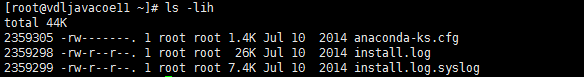 [root@vdljavacoe11 ~]# ls -lih
total 44K
2359305 -rw-------. 1 root root 1.4K Jul 10  2014 anaconda-ks.cfg
2359298 -rw-r--r--. 1 root root  26K Jul 10  2014 install.log
2359299 -rw-r--r--. 1 root root 7.4K Jul 10  2014 install.log.syslog